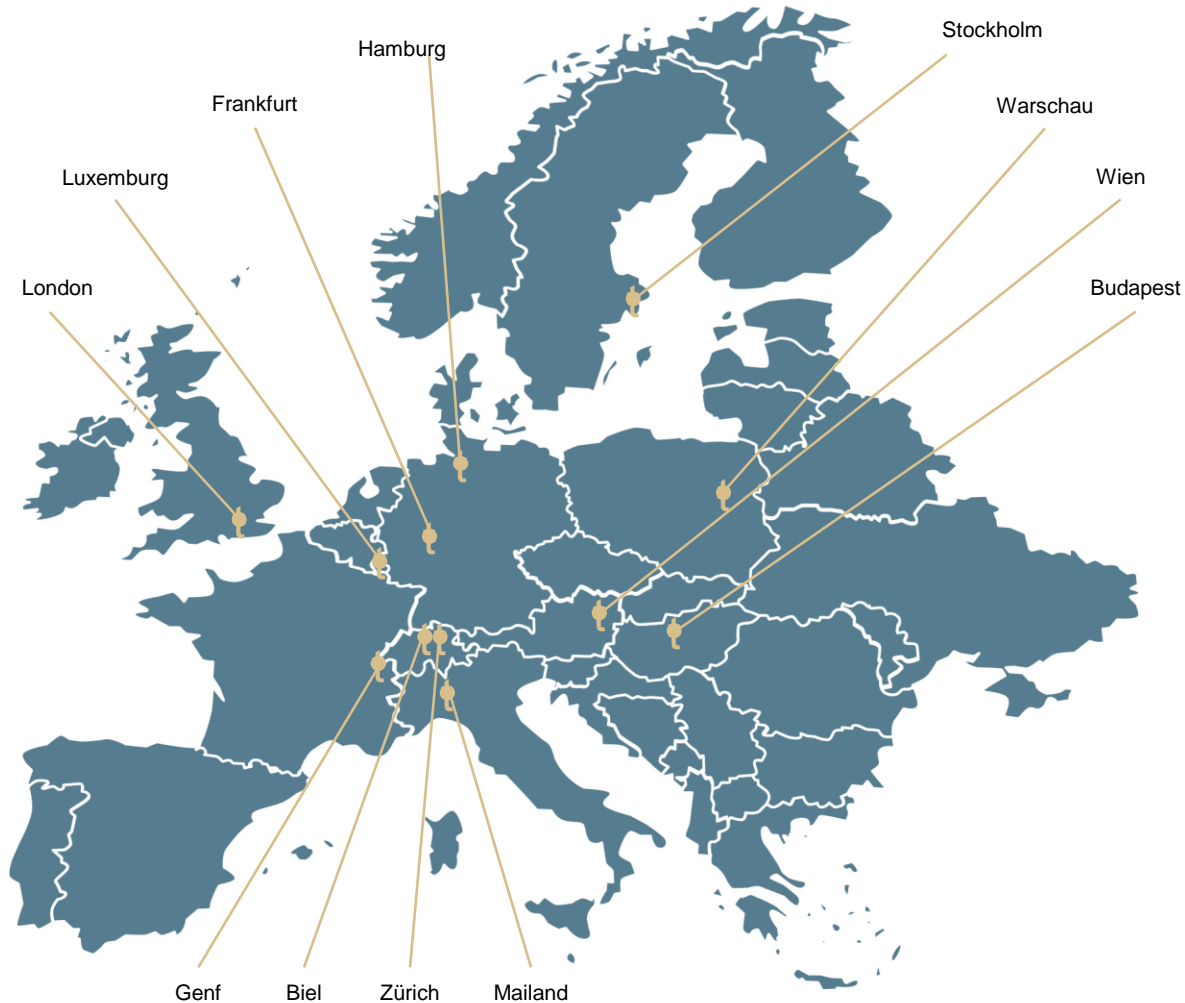 Stockholm
Hamburg
Frankfurt
Warschau
Luxemburg
Wien
London
Budapest
Genf
Biel
Zürich
Mailand